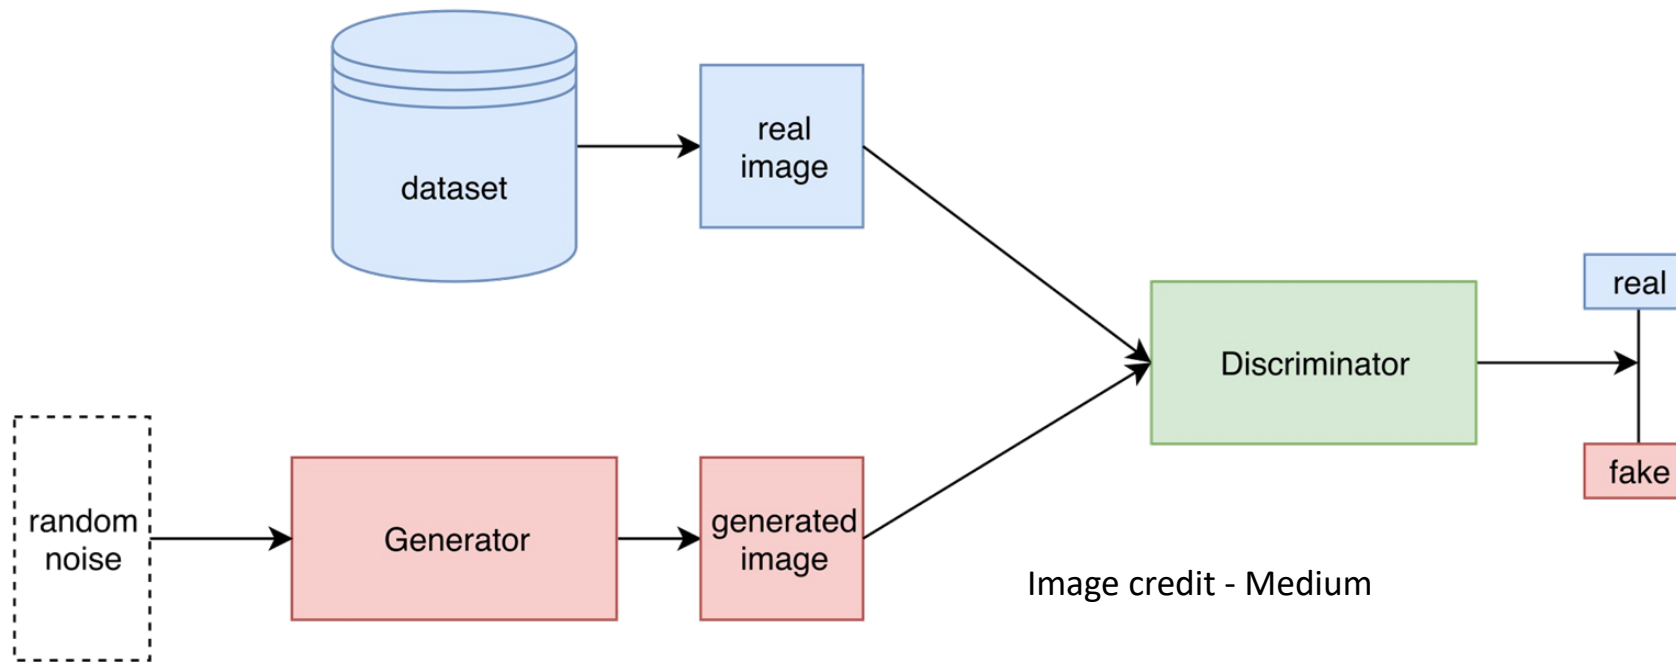 dataset
real
image
Discriminator
real
fake
random
noise
Generator
generated
image
Image credit - Medium